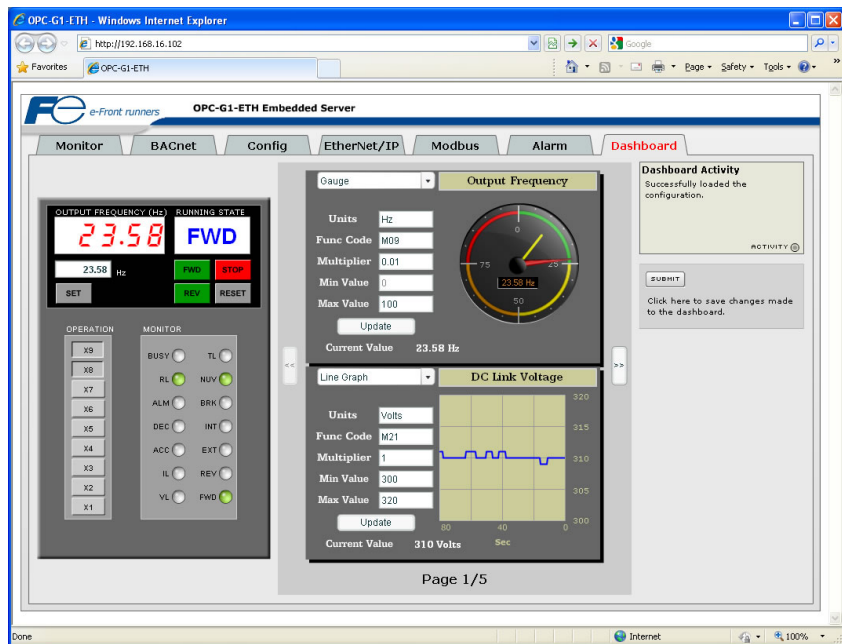 OPC-G1-ETH - Windows Internet Explorer
http://192.168.16.102
Google
Favorites
OPC-G1-ETH
Page
Safety
Tools
Fe e-Front runners
OPC-G1-ETH Embedded Server
Monitor
BACnet
Config
EtherNet/IP
Modbus
Alarm
Dashboard
OUTPUT FREQUENCY (Hz)
RUNNING STATE
23.58
FWD
23.58 Hz
FWD
STOP
SET
REV
RESET
OPERATION
X9
X8
X7
X6
X5
X4
X3
X2
X1
MONITOR
BUSY
TL
RL
NUV
ALM
BRK
DEC
INT
ACC
EXT
IL
REV
VL
FWD
<<
Gauge
Output Frequency
Units Hz
Func Code M09
Multiplier 0.01
Min Value 0
Max Value 100
Update
Current Value 23.58 Hz
0
75
25
23.58 Hz
50
Line Graph
DC Link Voltage
Units Volts
Func Code M21
Multiplier 1
Min Value 300
Max Value 320
Update
Current Value 310 Volts
320
315
310
305
300
80
40
0
Sec
>>
Page 1/5
Dashboard Activity
Successfully loaded the
configuration.
ACTIVITY
SUBMIT
Click here to save changes made
to the dashboard.
Done
Internet
100%